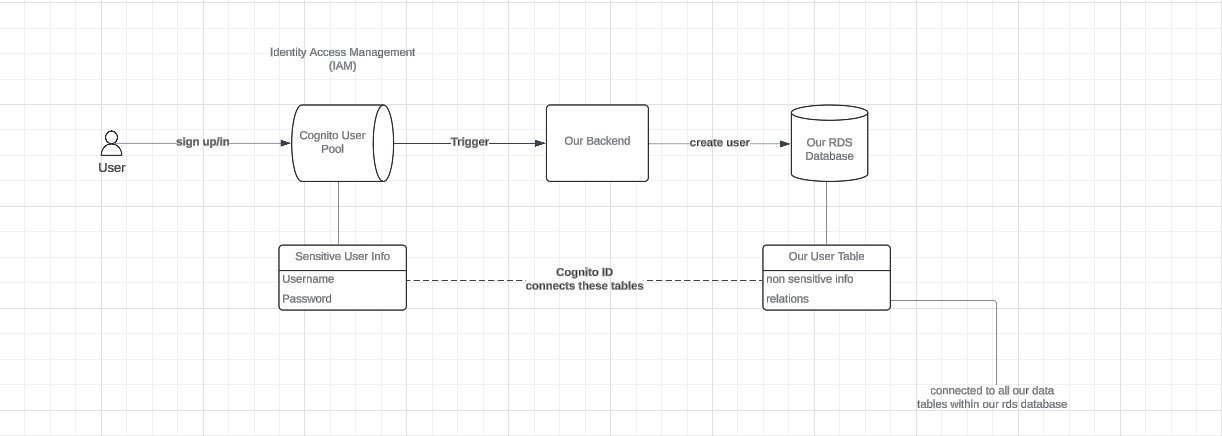 Identity Access Management
(IAM)
User
sign up/in
Cognito User
Pool
Trigger
Our Backend
create user
Our RDS
Database
Sensitive User Info
Username
Password
Cognito ID
connects these tables
Our User Table
non sensitive info
relations
connected to all our data
tables within our rds database